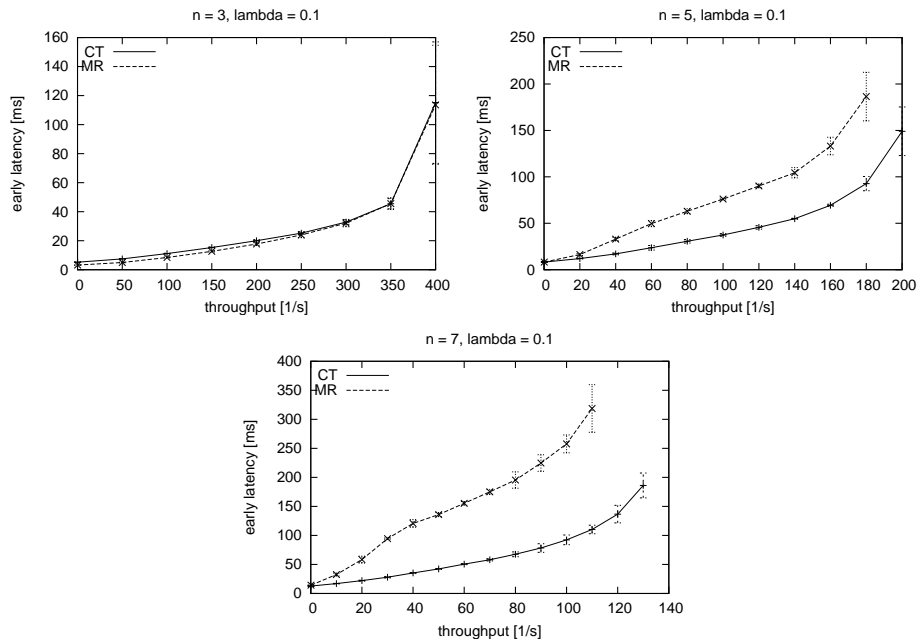 n = 3, lambda = 0.1
160
140
120
100
80
60
40
20
0
0 50 100 150 200 250 300 350 400
early latency [ms]
throughput [1/s]
CT
MR
n = 5, lambda = 0.1
250
200
150
100
50
0
0 20 40 60 80 100 120 140 160 180 200
early latency [ms]
throughput [1/s]
CT
MR
n = 7, lambda = 0.1
400
350
300
250
200
150
100
50
0
0 20 40 60 80 100 120 140
early latency [ms]
throughput [1/s]
CT
MR